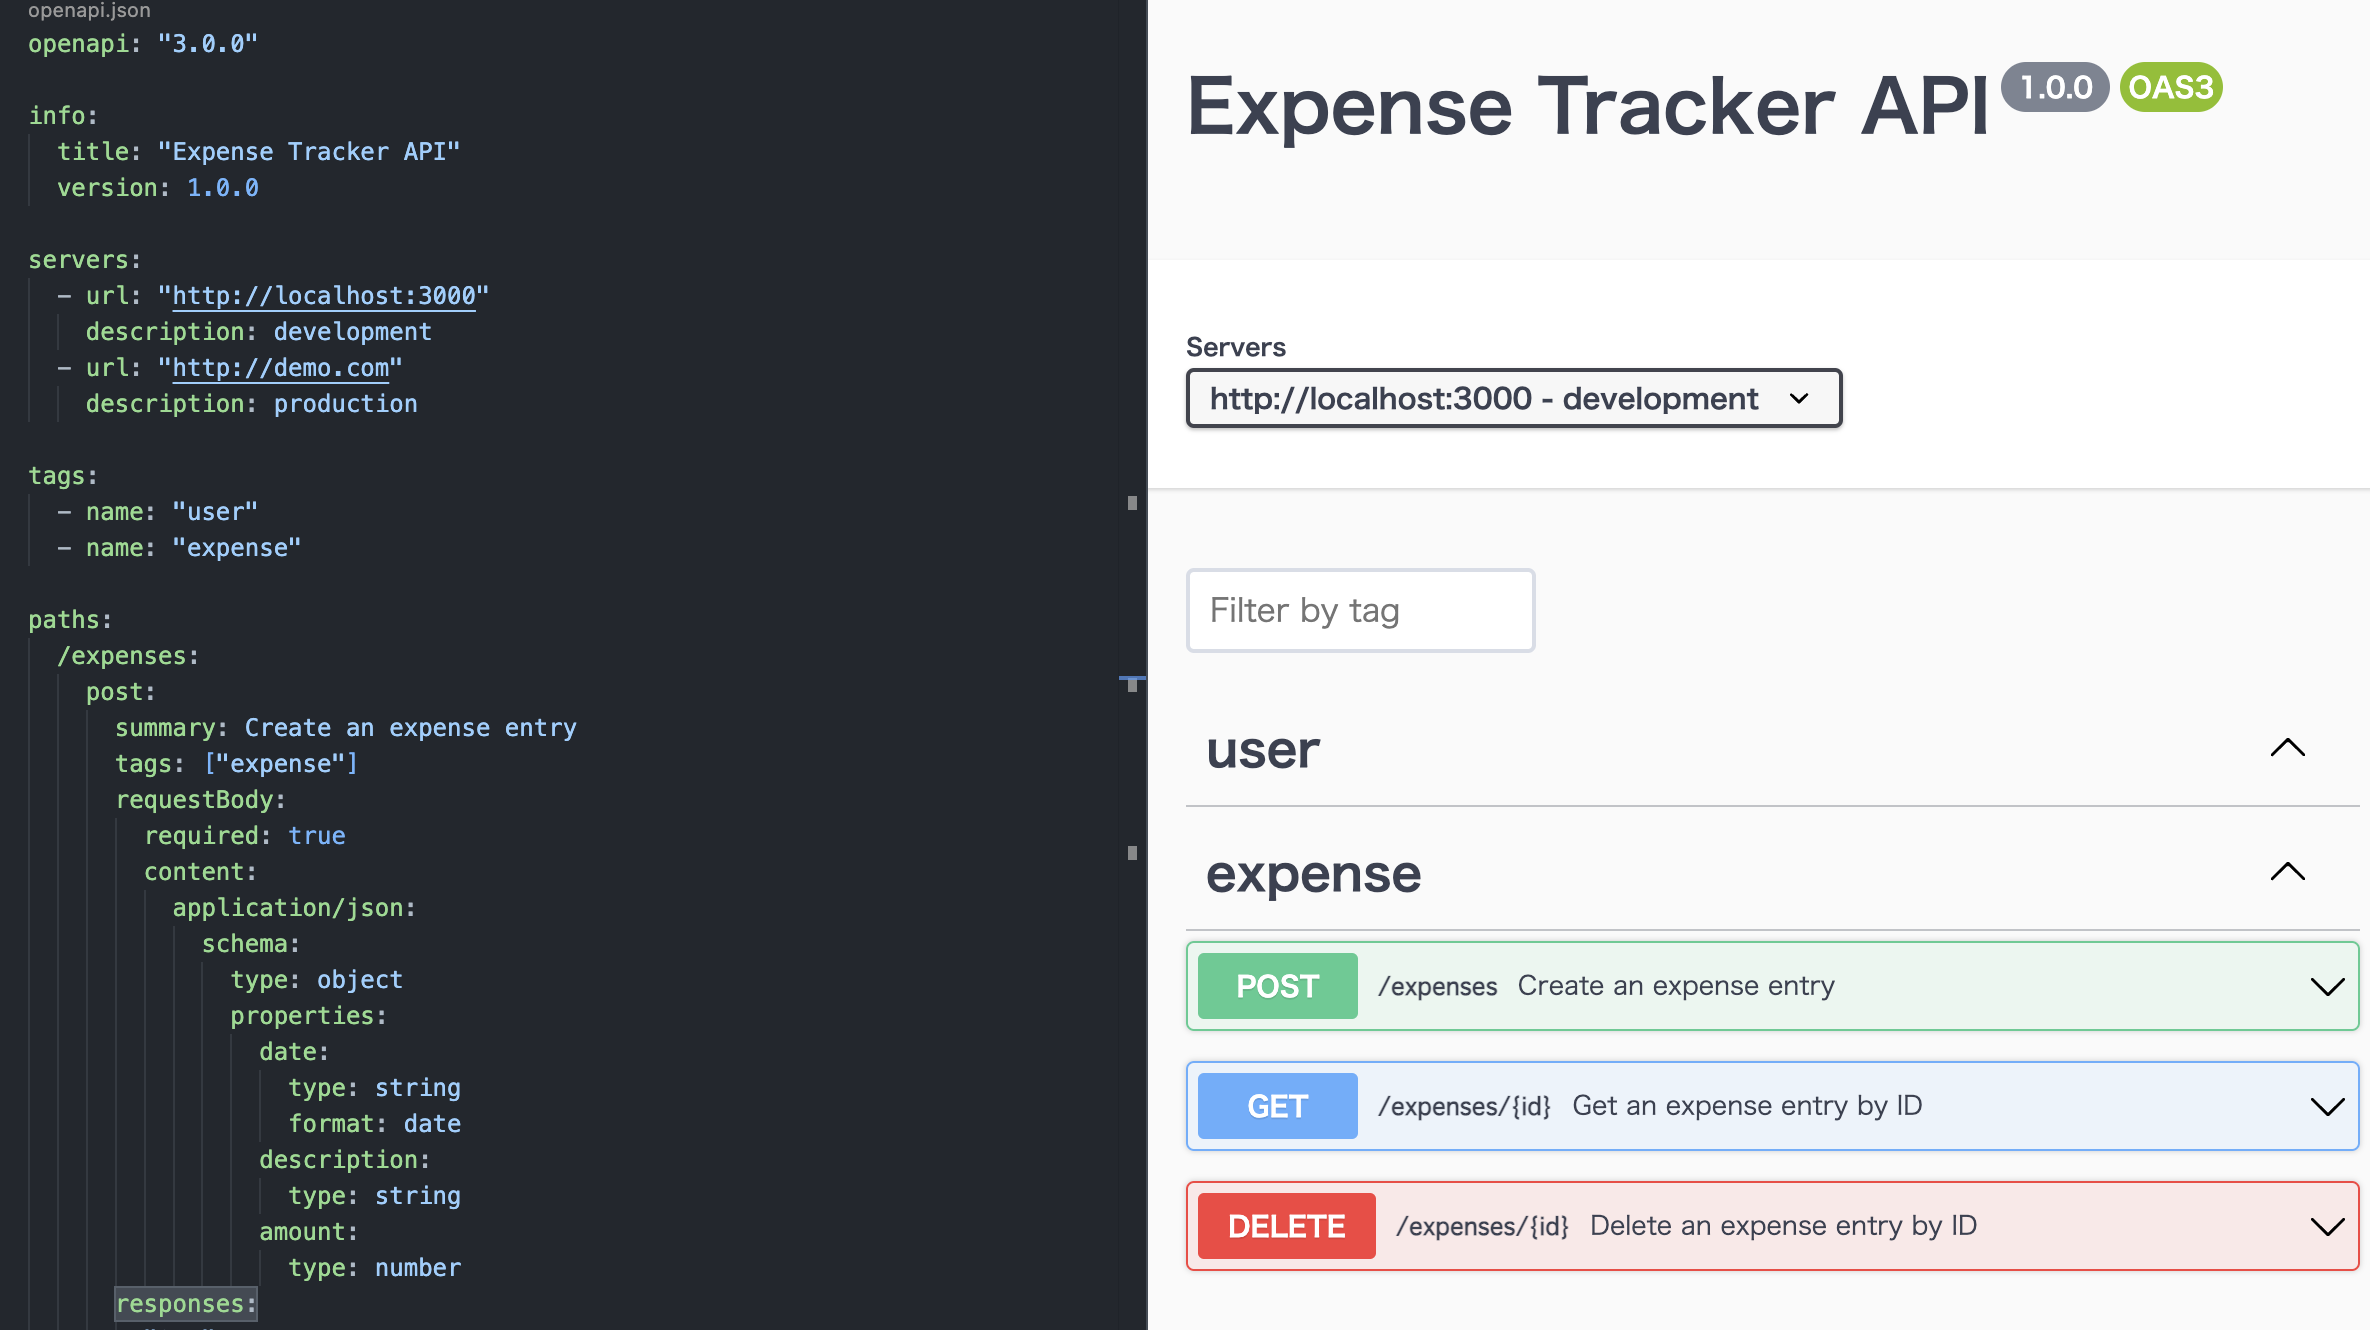 openapi.json
openapi: "3.0.0"
info:
title: "Expense Tracker API"
version: 1.0.0
servers:
- url: "http://localhost:3000"
description: development
- url: "http://demo.com"
description: production
tags:
- name: "user"
- name: "expense"
paths:
/expenses:
post:
summary: Create an expense entry
tags: ["expense"]
requestBody:
required: true
content:
application/json:
schema:
type: object
properties:
date:
type: string
format: date
description:
type: string
amount:
type: number
responses:
Expense Tracker API 1.0.0 OAS3
Servers
http://localhost:3000 - development
Filter by tag
user
expense
POST /expenses Create an expense entry
GET /expenses/{id} Get an expense entry by ID
DELETE /expenses/{id} Delete an expense entry by ID